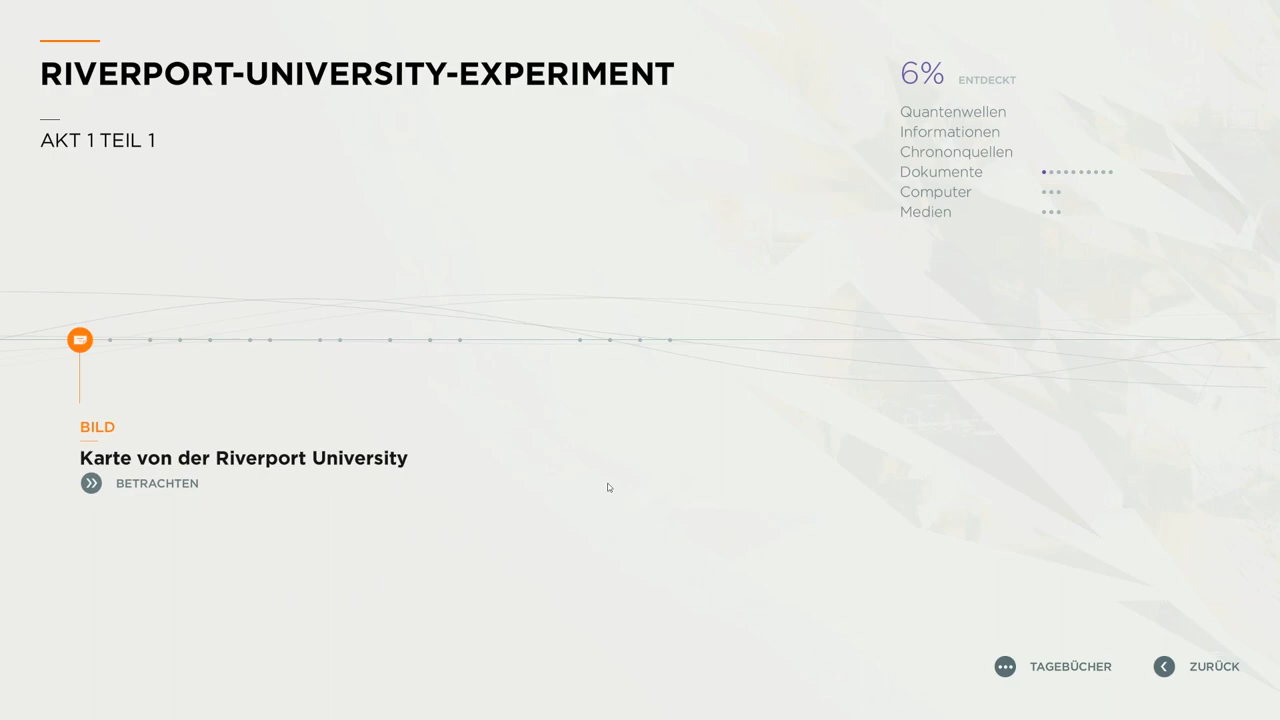 RIVERPORT-UNIVERSITY-EXPERIMENT
AKT 1 TEIL 1
6% ENTDECKT
Quantenwellen
Informationen
Chrononquellen
Dokumente
Computer
Medien
BILD
Karte von der Riverport University
BETRACHTEN
TAGEBÜCHER
ZURÜCK